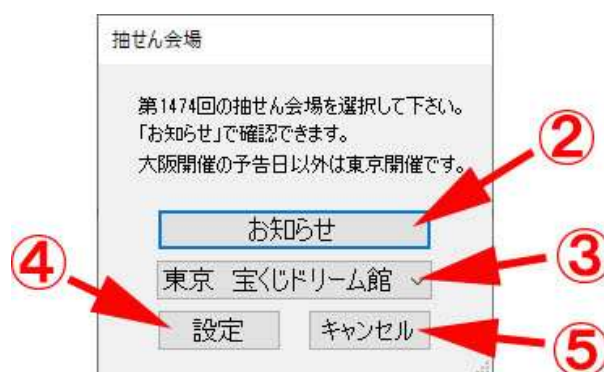 抽せん会場
第1474回の抽せん会場を選択して下さい。
「お知らせ」で確認できます。
大阪開催の予告日以外は東京開催です。
②
お知らせ
③
東京 宝くじドリーム館
④
設定
キャンセル
⑤